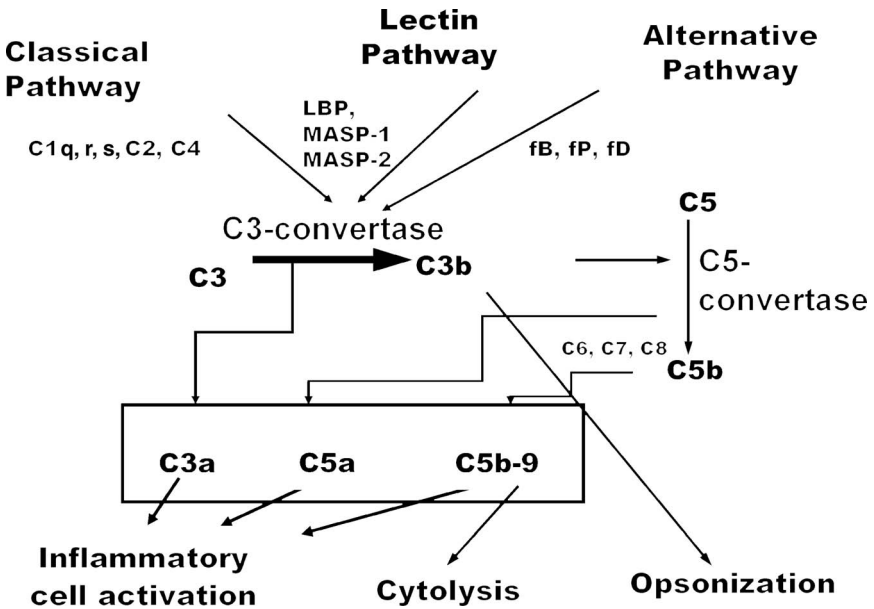 Classical
Pathway
Lectin
Pathway
Alternative
Pathway
C1q, r, s, C2, C4
LBP,
MASP-1
MASP-2
fB, fP, fD
C3-convertase
C3
C3b
C5
C5-
convertase
C5b
C6, C7, C8
C3a
C5a
C5b-9
Inflammatory
cell activation
Cytolysis
Opsonization